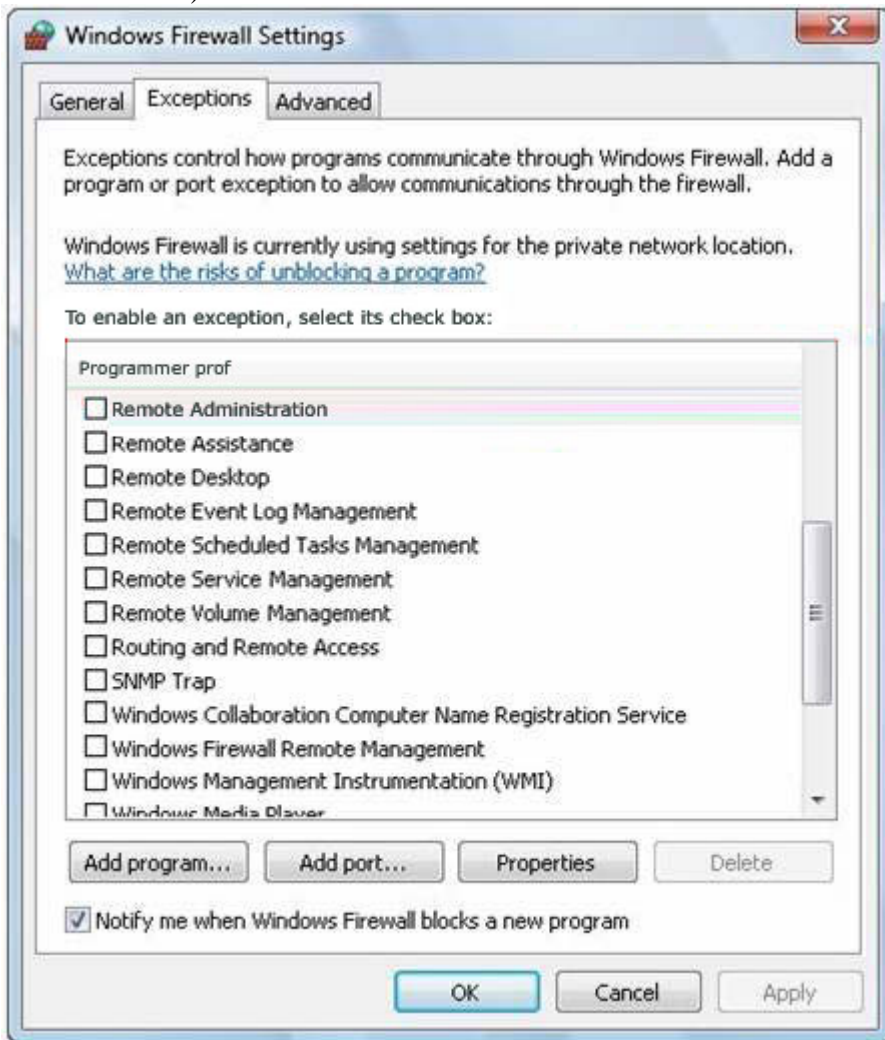 )
Windows Firewall Settings
General Exceptions Advanced
Exceptions control how programs communicate through Windows Firewall. Add a
program or port exception to allow communications through the firewall.
Windows Firewall is currently using settings for the private network location.
What are the risks of unblocking a program?
To enable an exception, select its check box:
Programmer prof
Remote Administration
Remote Assistance
Remote Desktop
Remote Event Log Management
Remote Scheduled Tasks Management
Remote Service Management
Remote Volume Management
Routing and Remote Access
SNMP Trap
Windows Collaboration Computer Name Registration Service
Windows Firewall Remote Management
Windows Management Instrumentation (WMI)
Windows Media Player
Add program... Add port... Properties Delete
Notify me when Windows Firewall blocks a new program
OK Cancel Apply